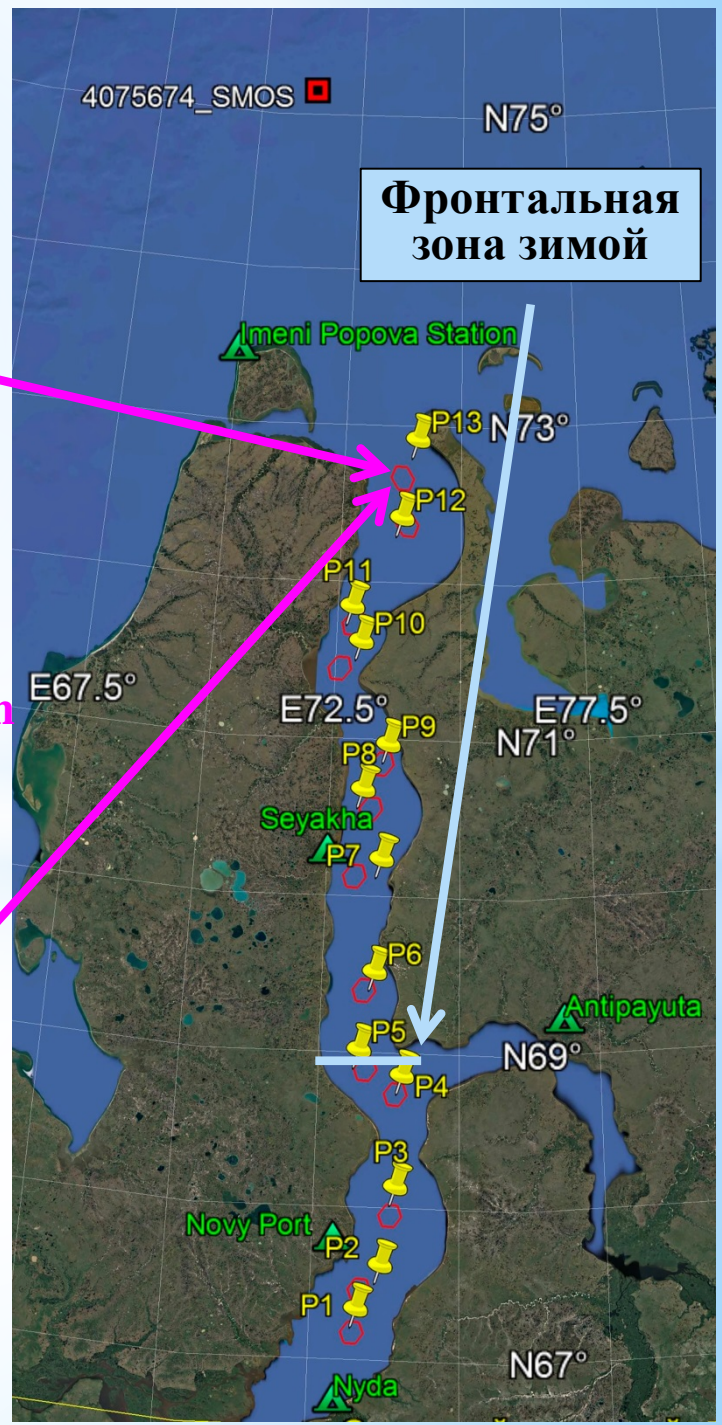 4075674_SMOS
N75°
Фронтальная
зона зимой
Imeni Popova Station
P13
N73°
P12
P11
P10
E67.5°
E72.5°
E77.5°
P9
N71°
P8
Seyakha
P7
P6
Antipayuta
P5
N69°
P4
P3
Novy Port
P2
P1
N67°
Nyda